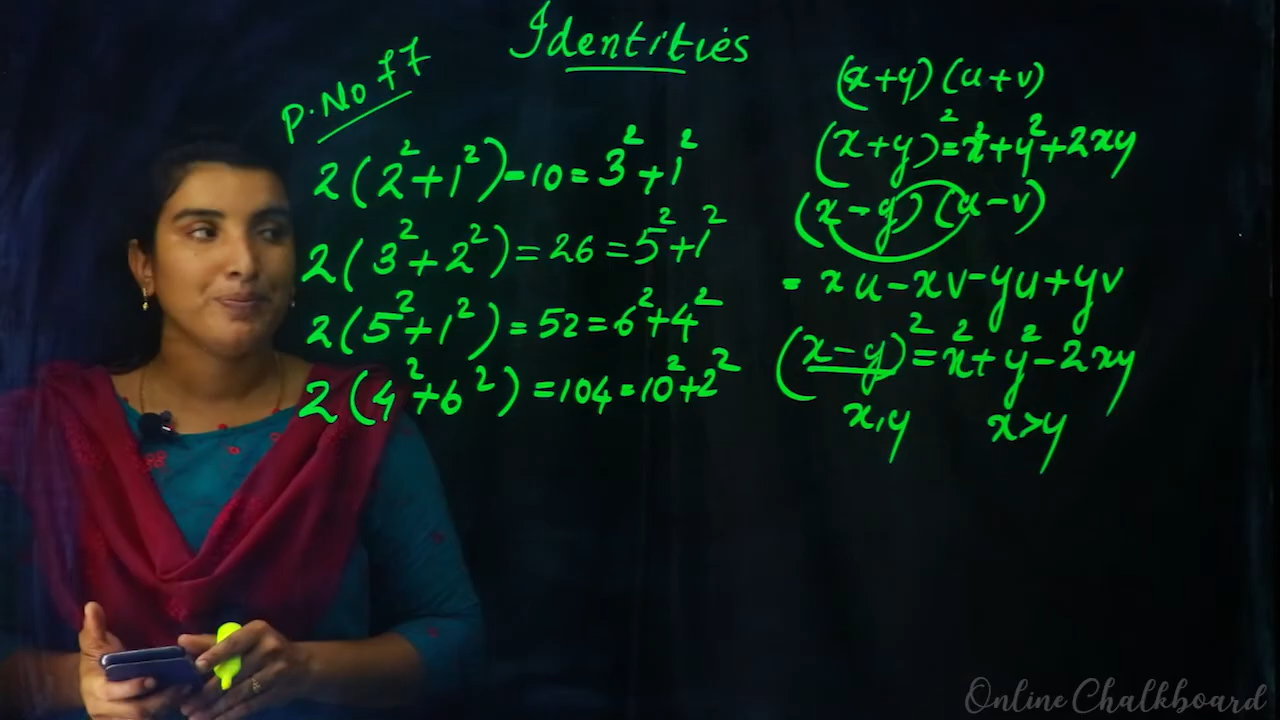 Identities
P.No 77
2(2²+1²)-10=3²+1²
2(3²+2²)=26=5²+1²
2(5²+1²)=52=6²+4²
2(4²+6²)=104=10²+2²
(x+y)(u+v)
(x+y)²=x²+y²+2xy
(x-y)(u-v)
= xu-xv-yu+yv
(x-y)²=x²+y²-2xy
x,y x>y
Online Chalkboard